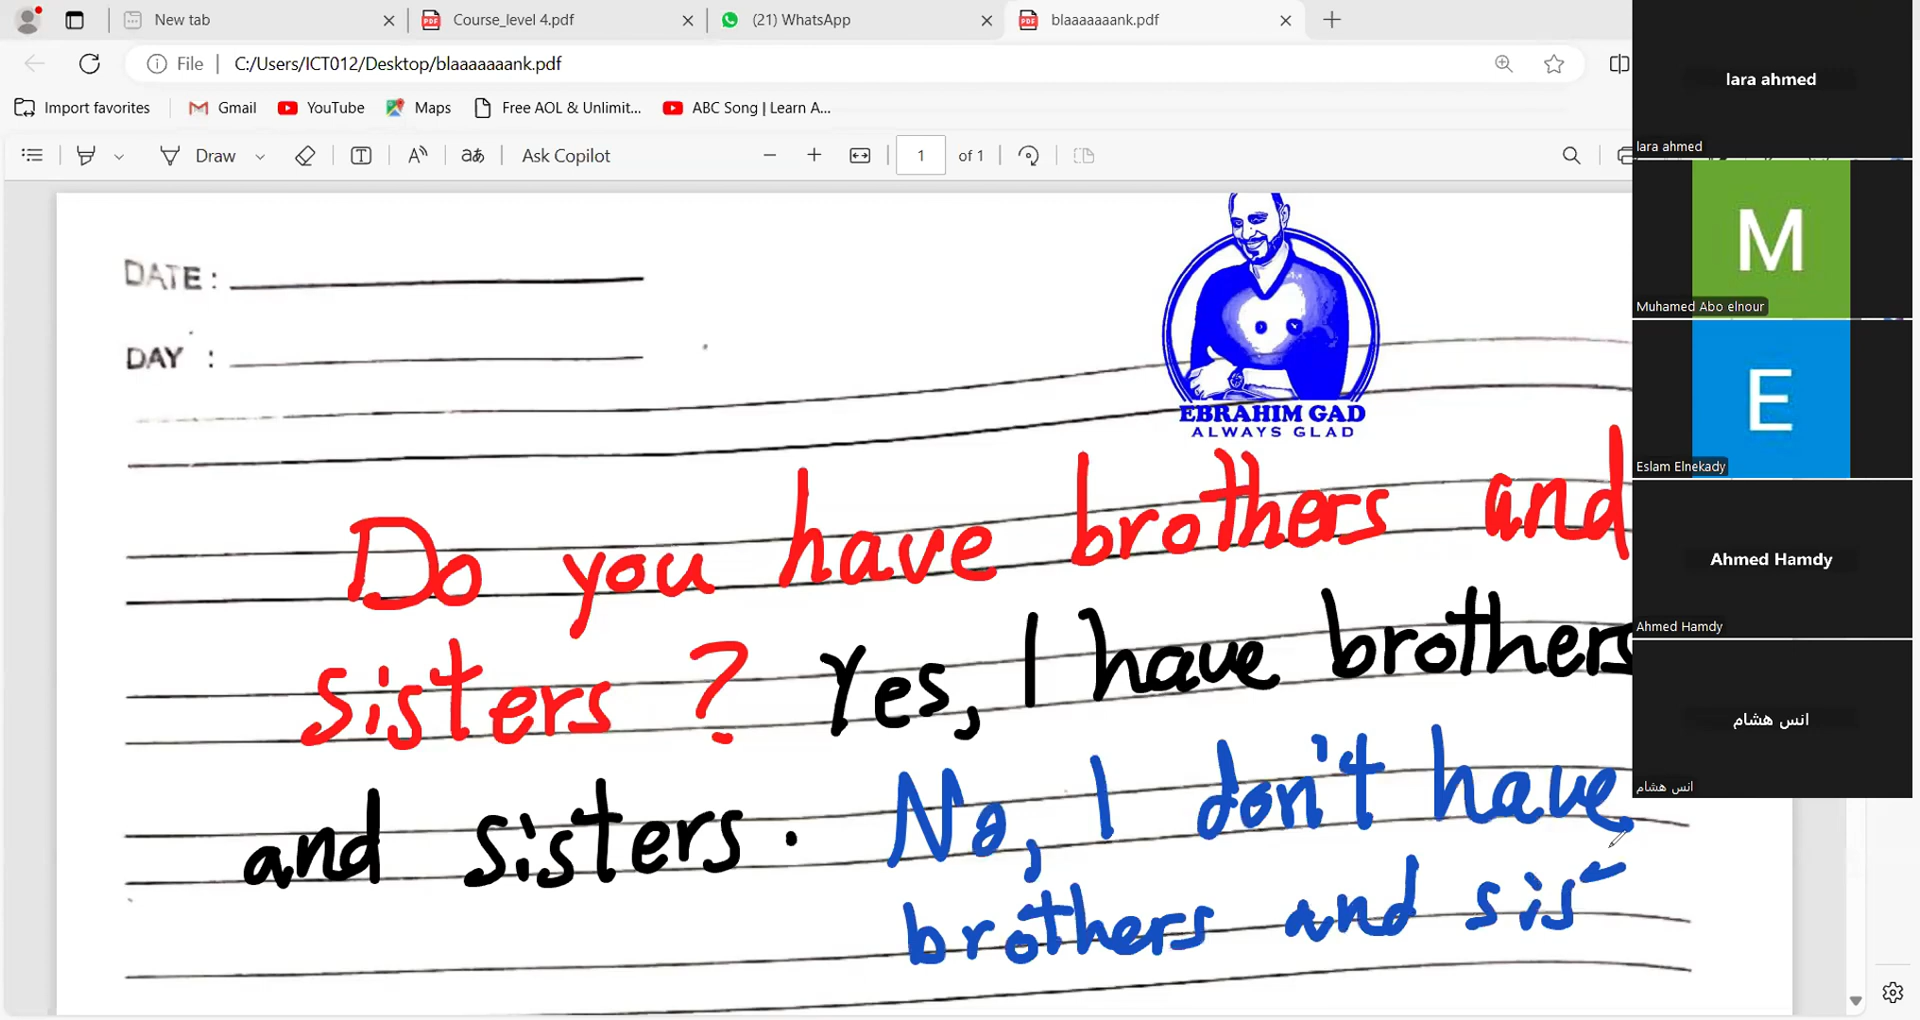 New tab
Course_level 4.pdf
(21) WhatsApp
blaaaaaaank.pdf
File
C:/Users/ICT012/Desktop/blaaaaaaank.pdf
Import favorites
Gmail
YouTube
Maps
Free AOL & Unlimit...
ABC Song | Learn A...
Draw
Ask Copilot
1 of 1
DATE :
DAY :
EBRAHIM GAD
ALWAYS GLAD
Do you have brothers and
sisters ? Yes, I have brothers
and sisters . No, I don't have
brothers and sis
lara ahmed
lara ahmed
M
Muhamed Abo elnour
E
Eslam Elnekady
Ahmed Hamdy
Ahmed Hamdy
انس هشام
انس هشام